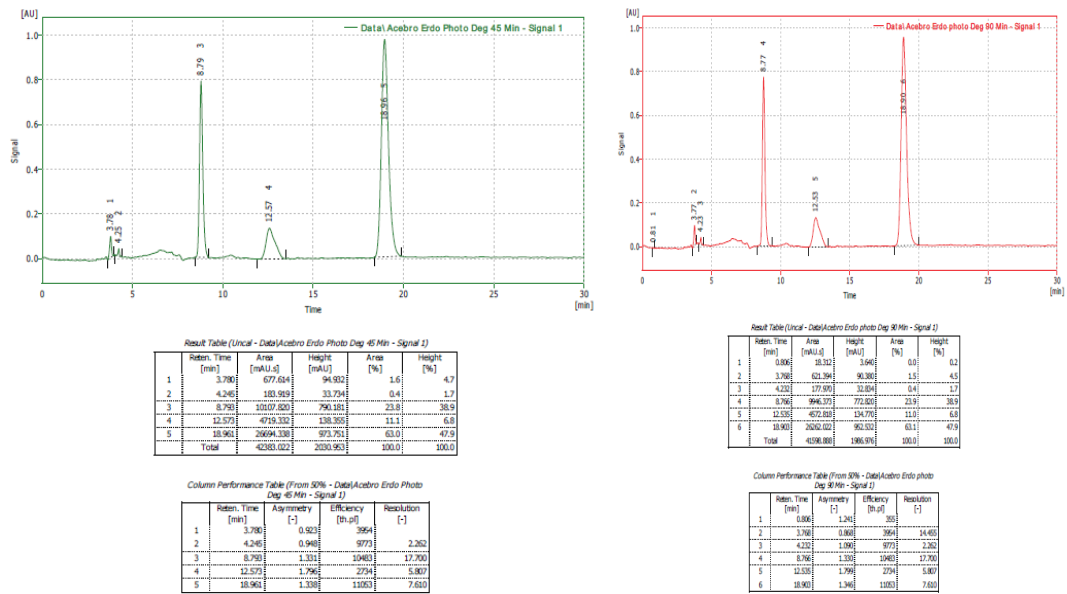 [AU]
Data\ Acebro Erdo Photo Deg 45 Min - Signal 1
1.0
0.8
0.6
0.4
0.2
0.0
Signal
3.78 1
4.25 2
8.79 3
12.57 4
18.96 5
0 5 10 15 20 25 30
Time
[min]
[AU]
Data\ Acebro Erdo photo Deg 90 Min - Signal 1
1.0
0.8
0.6
0.4
0.2
0.0
Signal
0.81 1
3.77 2
4.23 3
8.77 4
12.53 5
18.90 6
0 5 10 15 20 25 30
Time
[min]
Result Table (Uncal - Data\Acebro Erdo Photo Deg 45 Min - Signal 1)
Reten. Time Area Height Area Height
[min] [mAU.s] [mAU] [%] [%]
1 3.780 677.614 94.932 1.6 4.7
2 4.245 183.919 33.734 0.4 1.7
3 8.793 10107.820 790.181 23.8 38.9
4 12.573 4719.332 138.355 11.1 6.8
5 18.961 26694.338 973.751 63.0 47.9
Total 42383.022 2030.953 100.0 100.0
Column Performance Table (From 50% - Data\Acebro Erdo Photo
Deg 45 Min - Signal 1)
Reten. Time Asymmetry Efficiency Resolution
[min] [-] [th.pl] [-]
1 3.780 0.923 3954
2 4.245 0.948 9773 2.262
3 8.793 1.331 10483 17.700
4 12.573 1.796 2734 5.807
5 18.961 1.338 11053 7.610
Result Table (Uncal - Data\Acebro Erdo photo Deg 90 Min - Signal 1)
Reten. Time Area Height Area Height
[min] [mAU.s] [mAU] [%] [%]
1 0.806 18.312 3.640 0.0 0.2
2 3.768 621.394 90.380 1.5 4.5
3 4.232 177.970 32.834 0.4 1.7
4 8.766 9946.373 772.820 23.9 38.9
5 12.535 4572.818 134.770 11.0 6.8
6 18.903 26262.022 952.532 63.1 47.9
Total 41598.888 1986.976 100.0 100.0
Column Performance Table (From 50% - Data\Acebro Erdo photo
Deg 90 Min - Signal 1)
Reten. Time Asymmetry Efficiency Resolution
[min] [-] [th.pl] [-]
1 0.806 1.241 355
2 3.768 0.868 3954 14.455
3 4.232 1.090 9773 2.262
4 8.766 1.330 10483 17.700
5 12.535 1.799 2734 5.807
6 18.903 1.346 11053 7.610